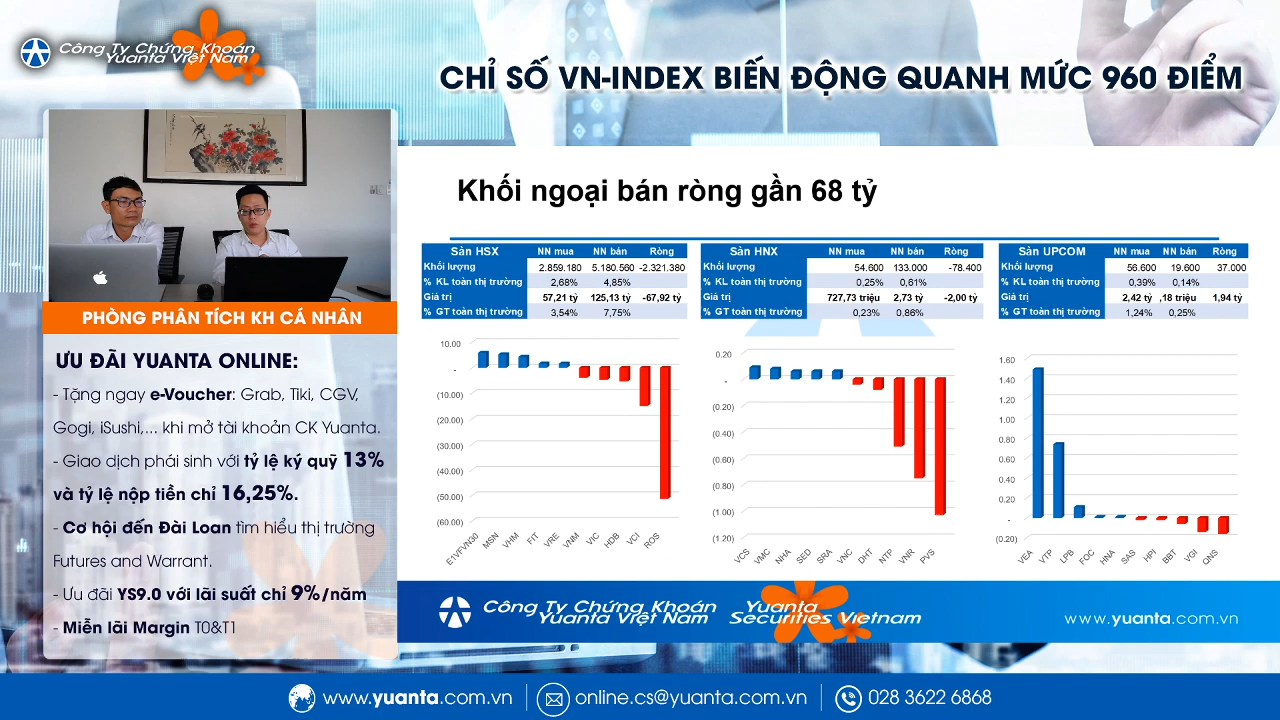 Công Ty Chứng Khoán
Yuanta Việt Nam
CHỈ SỐ VN-INDEX BIẾN ĐỘNG QUANH MỨC 960 ĐIỂM
PHÒNG PHÂN TÍCH KH CÁ NHÂN
ƯU ĐÃI YUANTA ONLINE:
- Tặng ngay e-Voucher: Grab, Tiki, CGV,
Gogi, iSushi,... khi mở tài khoản CK Yuanta.
- Giao dịch phái sinh với tỷ lệ ký quỹ 13%
và tỷ lệ nộp tiền chỉ 16,25%.
- Cơ hội đến Đài Loan tìm hiểu thị trường
Futures and Warrant.
- Ưu đãi YS9.0 với lãi suất chỉ 9%/năm
- Miễn lãi Margin T0&T1
Khối ngoại bán ròng gần 68 tỷ
Sàn HSX NN mua NN bán Ròng
Khối lượng 2.859.180 5.180.560 -2.321.380
% KL toàn thị trường 2,68% 4,85%
Giá trị 57,21 tỷ 125,13 tỷ -67,92 tỷ
% GT toàn thị trường 3,54% 7,75%
Sàn HNX NN mua NN bán Ròng
Khối lượng 54.600 133.000 -78.400
% KL toàn thị trường 0,25% 0,61%
Giá trị 727,73 triệu 2,73 tỷ -2,00 tỷ
% GT toàn thị trường 0,23% 0,86%
Sàn UPCOM NN mua NN bán Ròng
Khối lượng 56.600 19.600 37.000
% KL toàn thị trường 0,39% 0,14%
Giá trị 2,42 tỷ ,18 triệu 1,94 tỷ
% GT toàn thị trường 1,24% 0,25%
10.00
-
(10.00)
(20.00)
(30.00)
(40.00)
(50.00)
(60.00)
E1VFVN30 MSN VHM FIT VRE VNM VIC HDB VCI ROS
0.20
-
(0.20)
(0.40)
(0.60)
(0.80)
(1.00)
(1.20)
VCS VMC NHA SED SRA VNC DHT NTP VNR PVS
1.60
1.40
1.20
1.00
0.80
0.60
0.40
0.20
-
(0.20)
VEA VTP LPB FOC HNA SAS HPI BBT VGI QNS
Công Ty Chứng Khoán
Yuanta Việt Nam
Yuanta
Securities Vietnam
www.yuanta.com.vn
www.yuanta.com.vn
online.cs@yuanta.com.vn
028 3622 6868